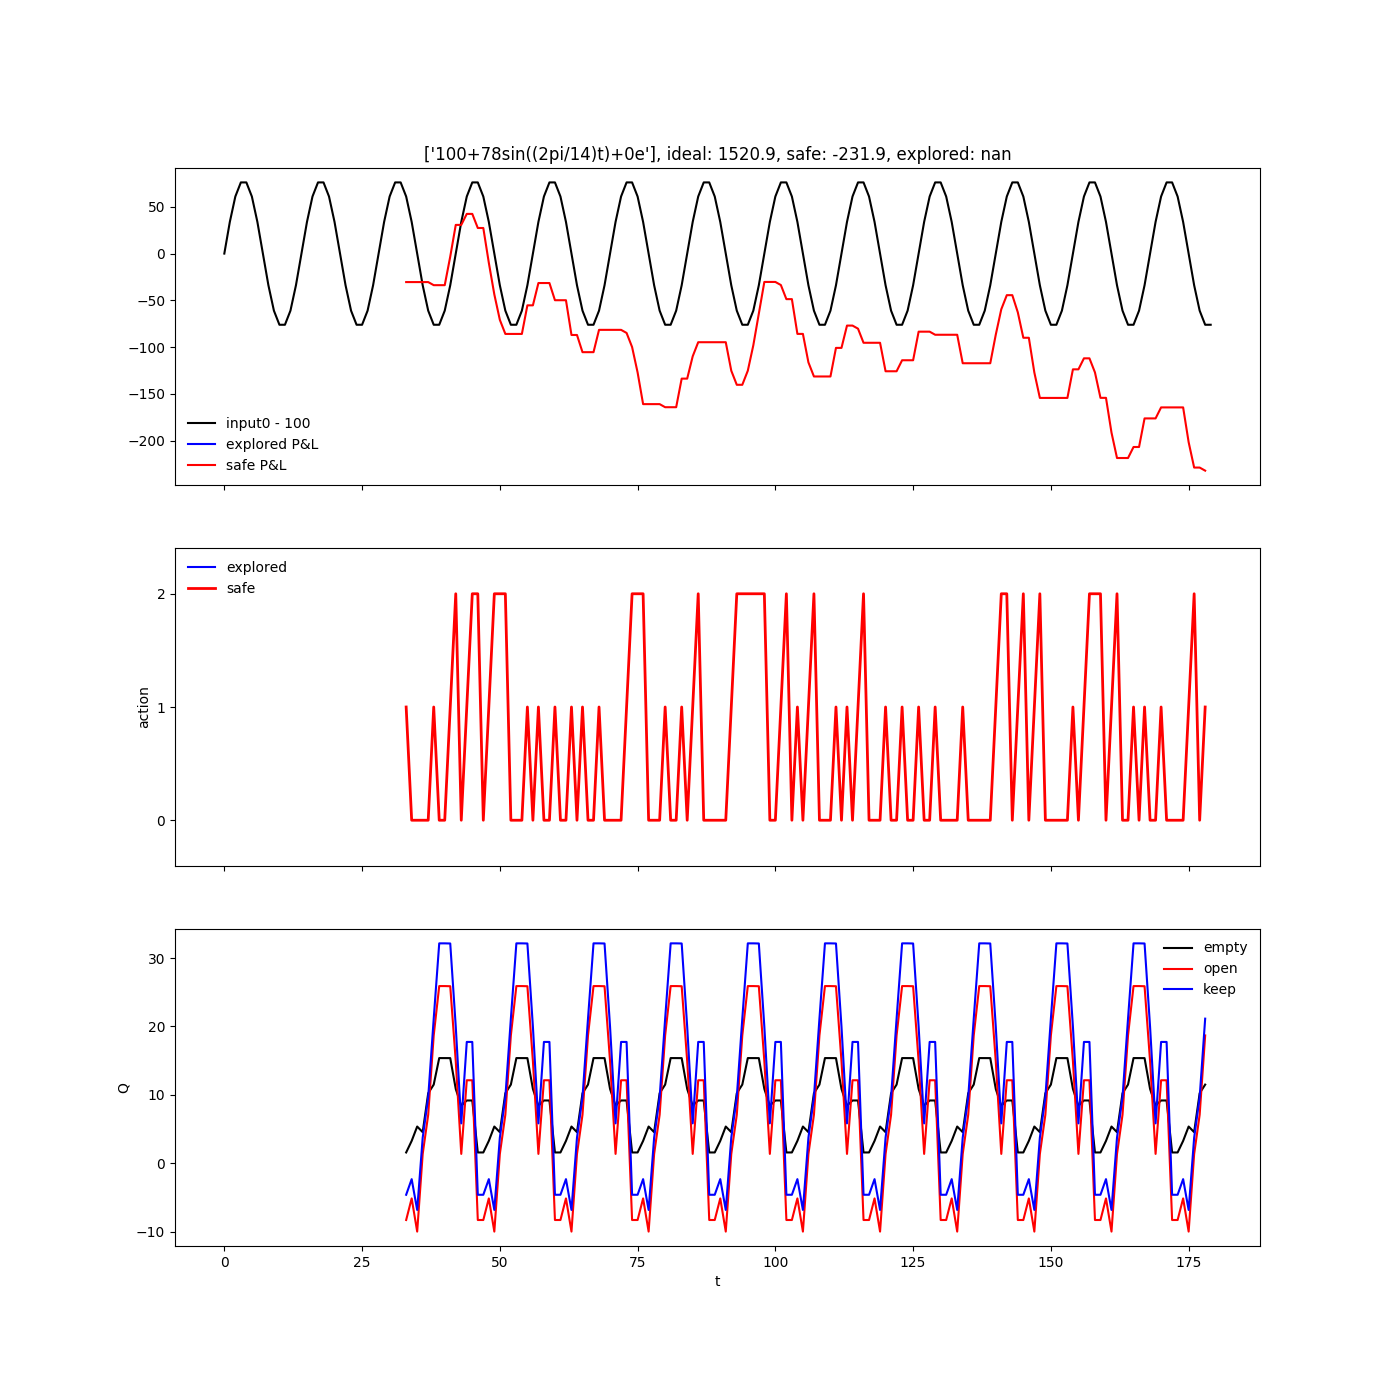 ['100+78sin((2pi/14)t)+0e'], ideal: 1520.9, safe: -231.9, explored: nan
50
0
−50
−100
−150
−200
input0 - 100
explored P&L
safe P&L
explored
safe
2
1
0
action
empty
open
keep
30
20
10
0
−10
Q
0 25 50 75 100 125 150 175
t